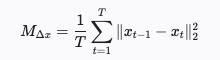 $M_{\Delta x} = \frac{1}{T} \sum_{t=1}^{T} \| x_{t-1} - x_t \|_2^2$